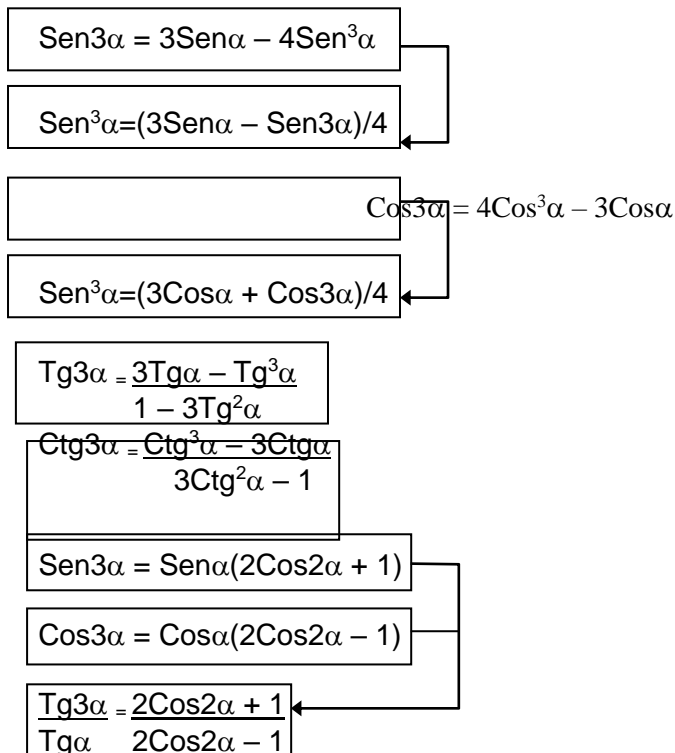 Sen3α = 3Senα – 4Sen³α
Sen³α=(3Senα – Sen3α)/4
Cos3α = 4Cos³α – 3Cosα
Sen³α=(3Cosα + Cos3α)/4
Tg3α = 3Tgα – Tg³α
1 – 3Tg²α
Ctg3α = Ctg³α – 3Ctgα
3Ctg²α – 1
Sen3α = Senα(2Cos2α + 1)
Cos3α = Cosα(2Cos2α – 1)
Tg3α = 2Cos2α + 1
Tgα 2Cos2α – 1